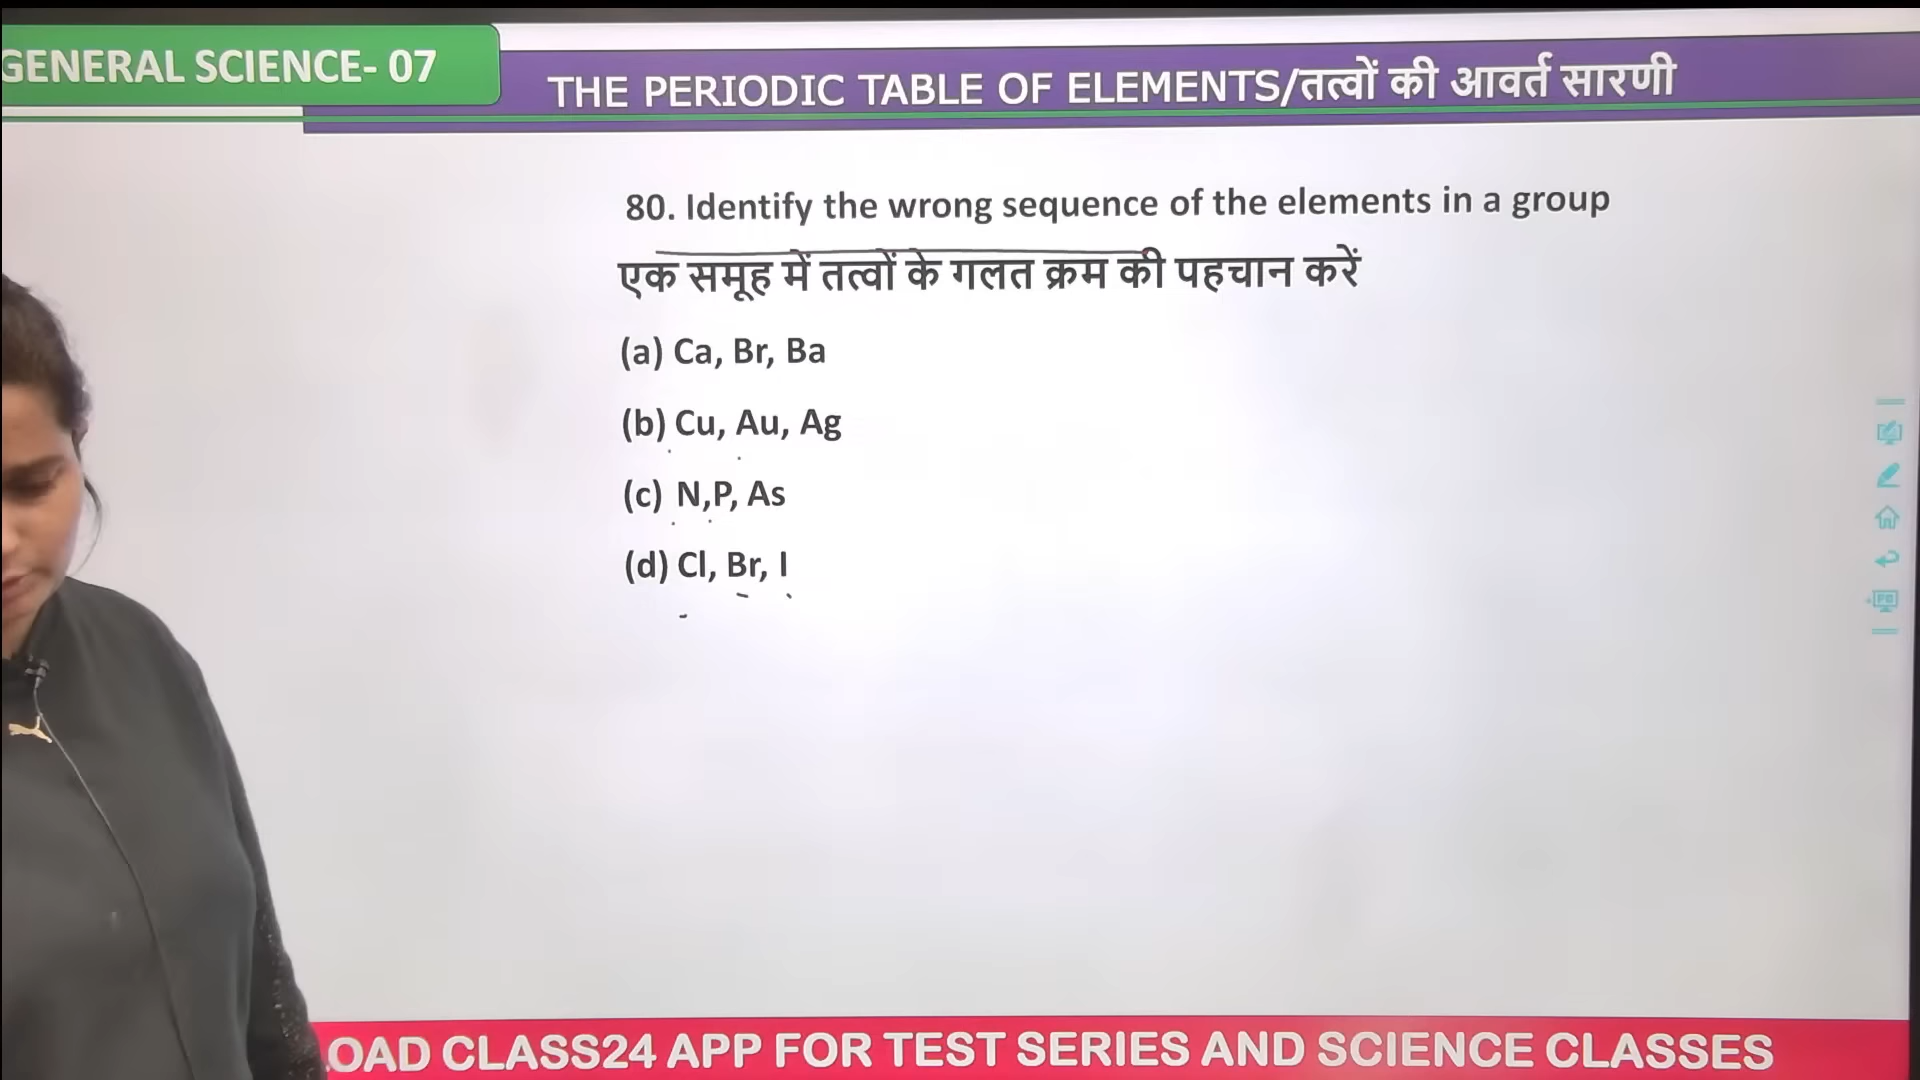 GENERAL SCIENCE- 07
THE PERIODIC TABLE OF ELEMENTS/तत्वों की आवर्त सारणी
80. Identify the wrong sequence of the elements in a group
एक समूह में तत्वों के गलत क्रम की पहचान करें
(a) Ca, Br, Ba
(b) Cu, Au, Ag
(c) N,P, As
(d) Cl, Br, I
OAD CLASS24 APP FOR TEST SERIES AND SCIENCE CLASSES